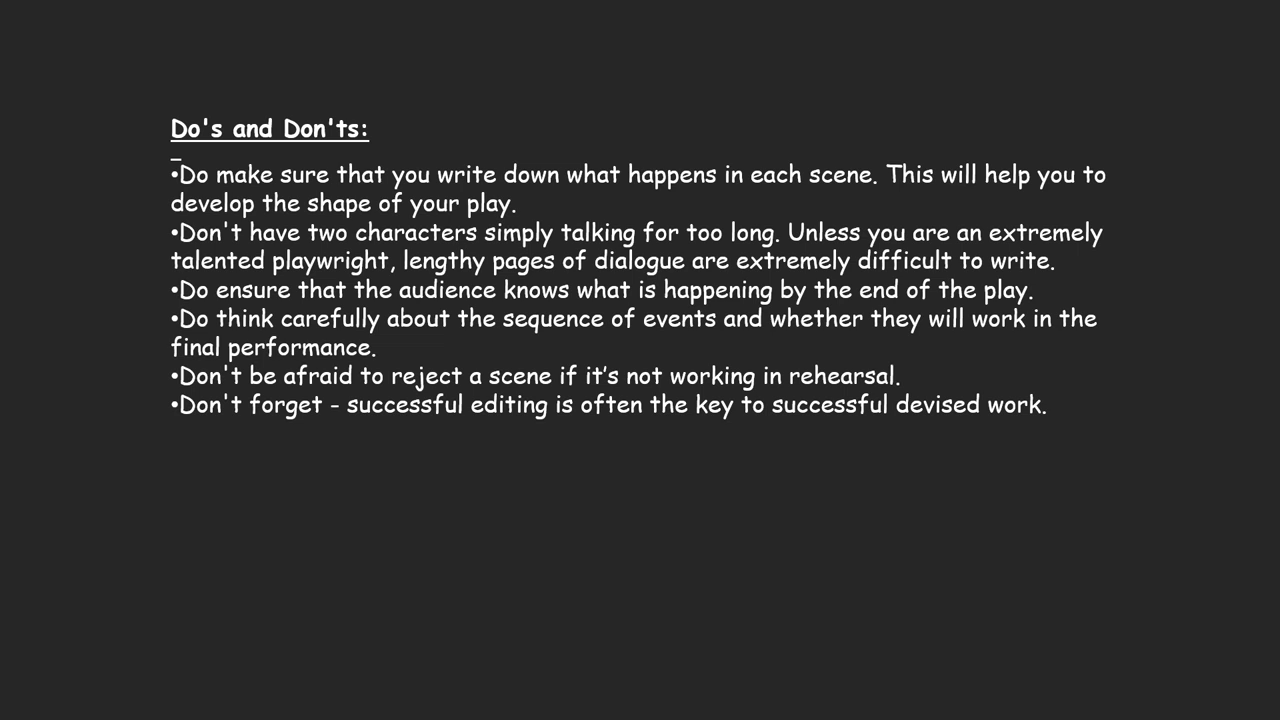 Do's and Don'ts:
•Do make sure that you write down what happens in each scene. This will help you to
develop the shape of your play.
•Don't have two characters simply talking for too long. Unless you are an extremely
talented playwright, lengthy pages of dialogue are extremely difficult to write.
•Do ensure that the audience knows what is happening by the end of the play.
•Do think carefully about the sequence of events and whether they will work in the
final performance.
•Don't be afraid to reject a scene if it’s not working in rehearsal.
•Don't forget - successful editing is often the key to successful devised work.